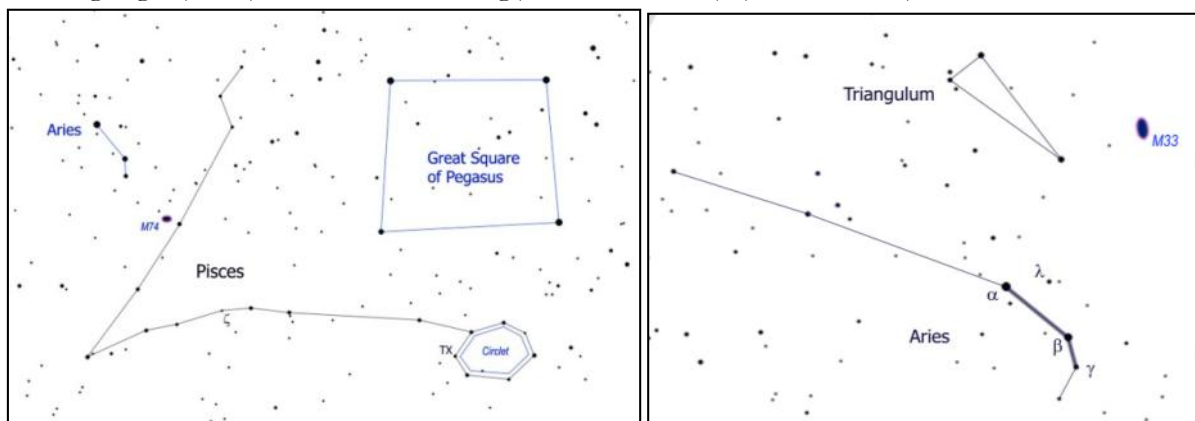 Aries
Great Square
of Pegasus
M74
Pisces
ζ
TX
Circlet
Triangulum
M33
λ
α
Aries
β
γ